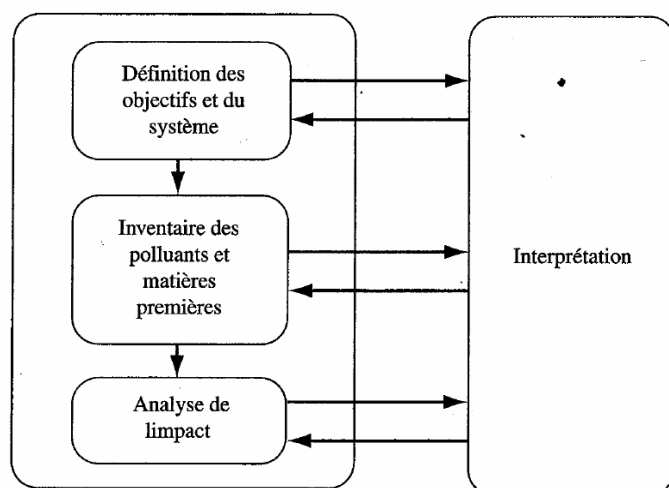 Définition des
objectifs et du
système
Inventaire des
polluants et
matières
premières
Interprétation
Analyse de
limpact